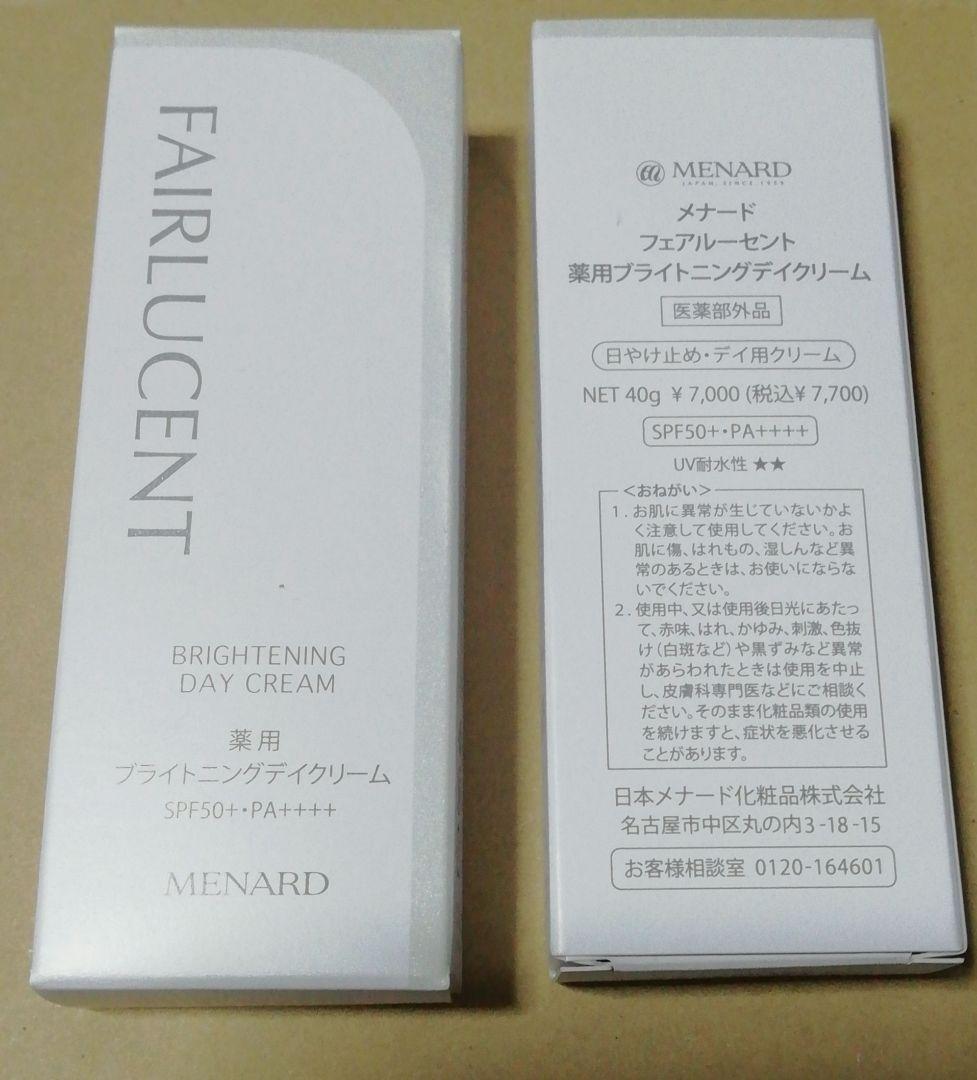 FAIRLUCENT
BRIGHTENING
DAY CREAM
薬用
ブライトニングデイクリーム
SPF50+・PA++++
MENARD
MENARD
JAPAN, SINCE 1959
メナード
フェアルーセント
薬用ブライトニングデイクリーム
医薬部外品
日やけ止め・デイ用クリーム
NET 40g ¥7,000 (税込¥7,700)
SPF50+・PA++++
UV耐水性 ★★
＜おねがい＞
1. お肌に異常が生じていないかよ
く注意して使用してください。お
肌に傷、はれもの、湿しんなど異
常のあるときは、お使いにならな
いでください。
2. 使用中、又は使用後日光にあたっ
て、赤味、はれ、かゆみ、刺激、色抜
け（白斑など）や黒ずみなど異常
があらわれたときは使用を中止
し、皮膚科専門医などにご相談く
ださい。そのまま化粧品類の使用
を続けますと、症状を悪化させる
ことがあります。
日本メナード化粧品株式会社
名古屋市中区丸の内3-18-15
お客様相談室 0120-164601